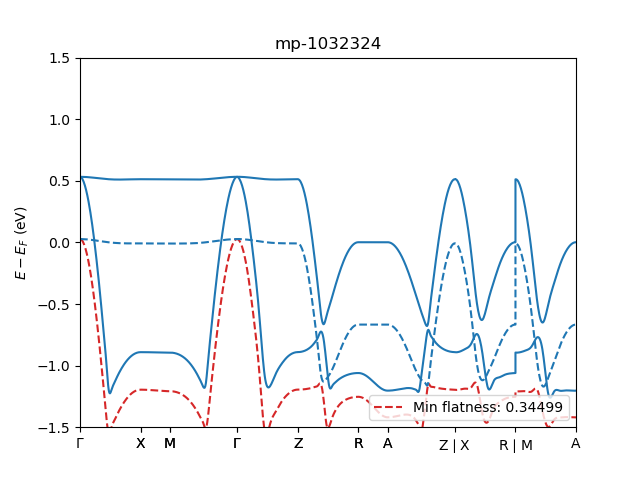 mp-1032324
E − E_F (eV)
1.5
1.0
0.5
0.0
−0.5
−1.0
−1.5
Min flatness: 0.34499
Γ X M Γ Z R A Z | X R | M A